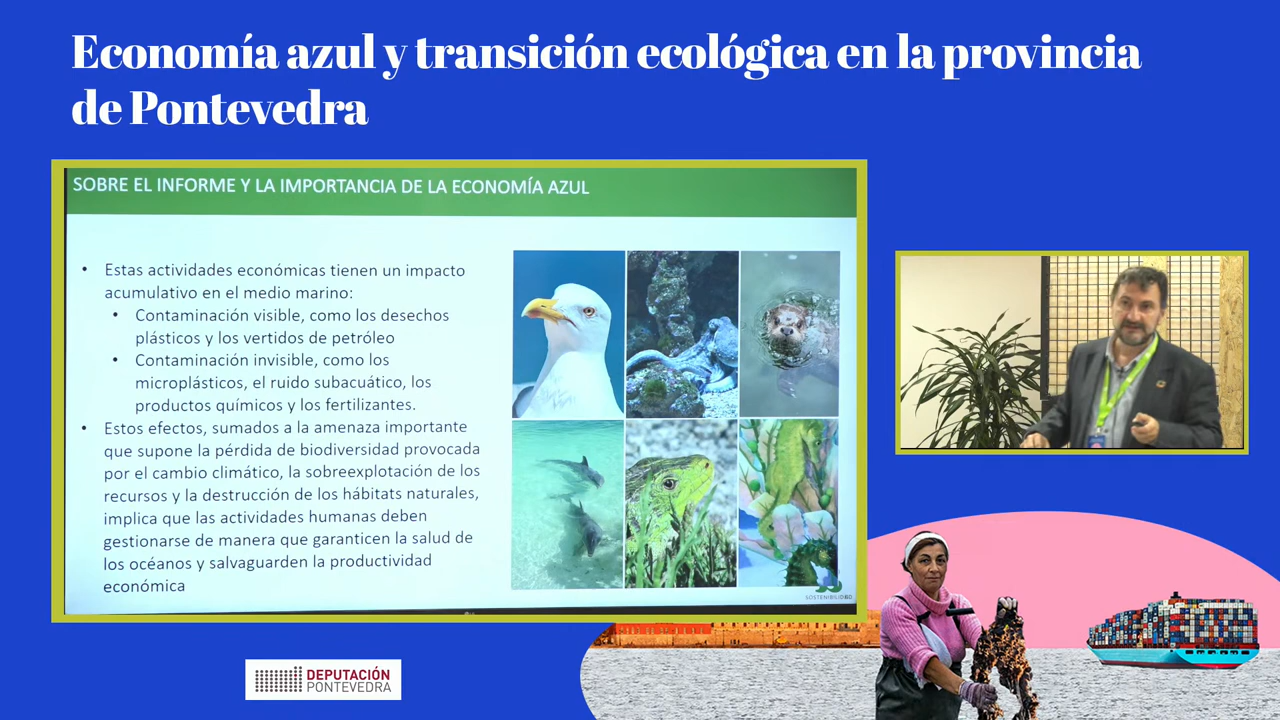 Economía azul y transición ecológica en la provincia
de Pontevedra
SOBRE EL INFORME Y LA IMPORTANCIA DE LA ECONOMÍA AZUL
• Estas actividades económicas tienen un impacto
acumulativo en el medio marino:
• Contaminación visible, como los desechos
plásticos y los vertidos de petróleo
• Contaminación invisible, como los
microplásticos, el ruido subacuático, los
productos químicos y los fertilizantes.
• Estos efectos, sumados a la amenaza importante
que supone la pérdida de biodiversidad provocada
por el cambio climático, la sobreexplotación de los
recursos y la destrucción de los hábitats naturales,
implica que las actividades humanas deben
gestionarse de manera que garanticen la salud de
los océanos y salvaguarden la productividad
económica
DEPUTACIÓN
PONTEVEDRA